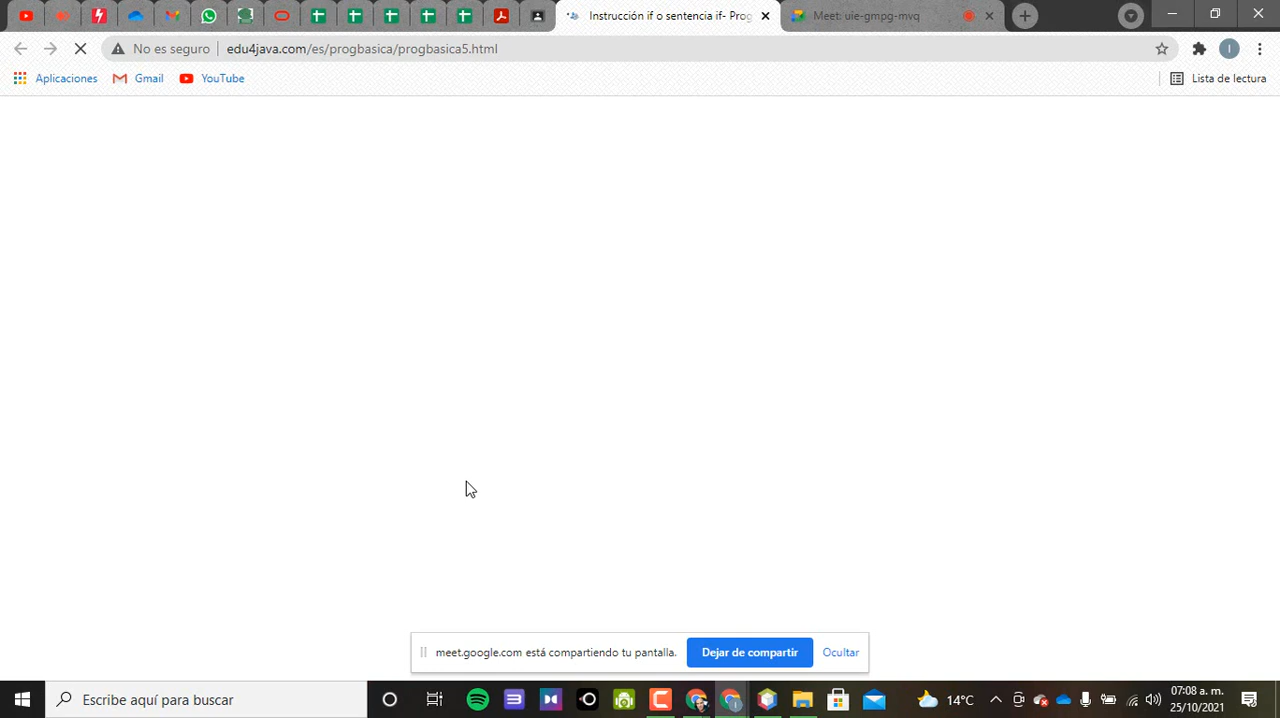 Instrucción if o sentencia if- Prog
Meet: uie-gmpg-mvq
No es seguro
edu4java.com/es/progbasica/progbasica5.html
Aplicaciones
Gmail
YouTube
Lista de lectura
meet.google.com está compartiendo tu pantalla.
Dejar de compartir
Ocultar
Escribe aquí para buscar
14°C
07:08 a. m.
25/10/2021